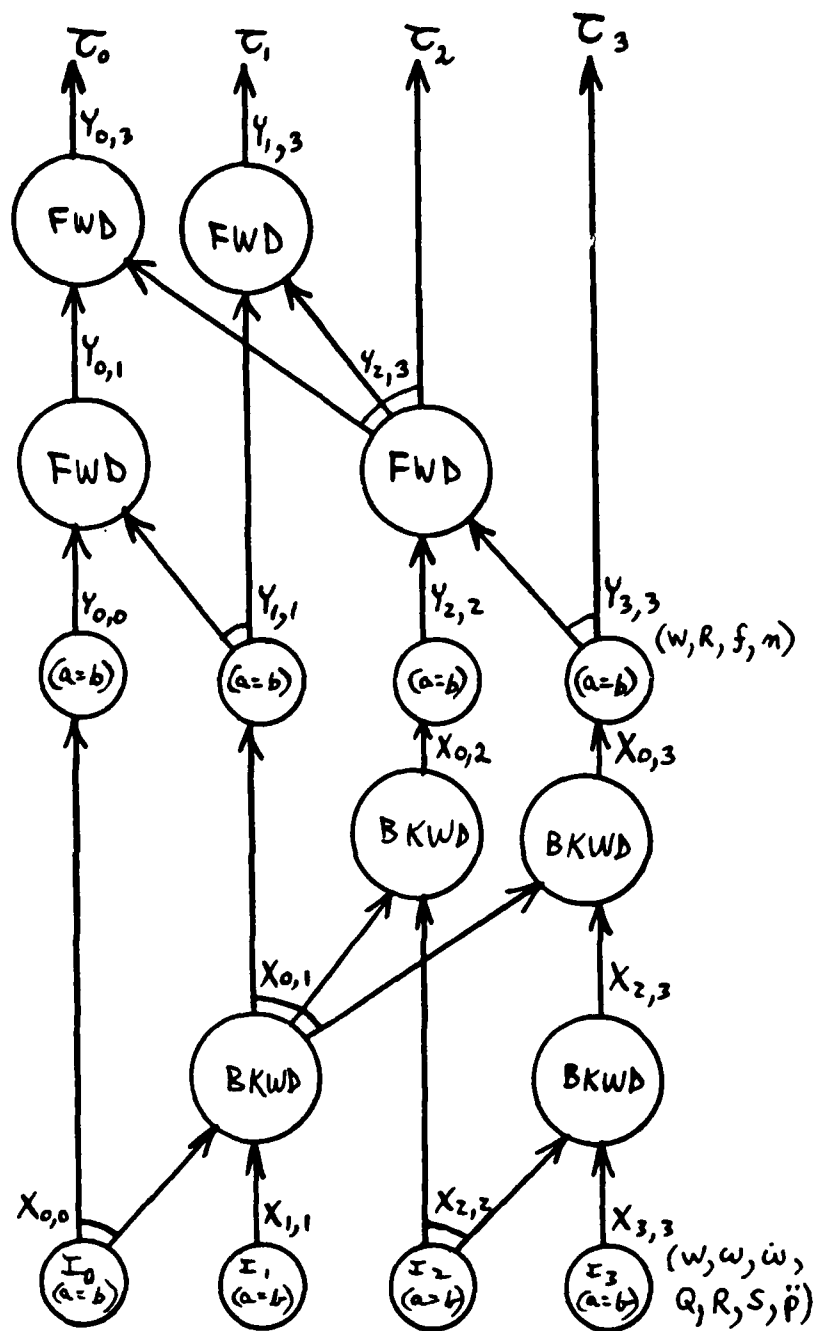 τ₀ τ₁ τ₂ τ₃
Y₀,₃ Y₁,₃
FWD FWD
Y₀,₁ Y₂,₃
FWD FWD
Y₀,₀ Y₁,₁ Y₂,₂ Y₃,₃
(W, R, f, n)
(a=b) (a=b) (a=b) (a=b)
X₀,₂ X₀,₃
BKWD BKWD
X₀,₁ X₂,₃
BKWD BKWD
X₀,₀ X₁,₁ X₂,₂ X₃,₃
I₀ I₁ I₂ I₃ (W, ω, ω̇,
(a=b) (a=b) (a=b) (a=b) Q, R, S, p̈)